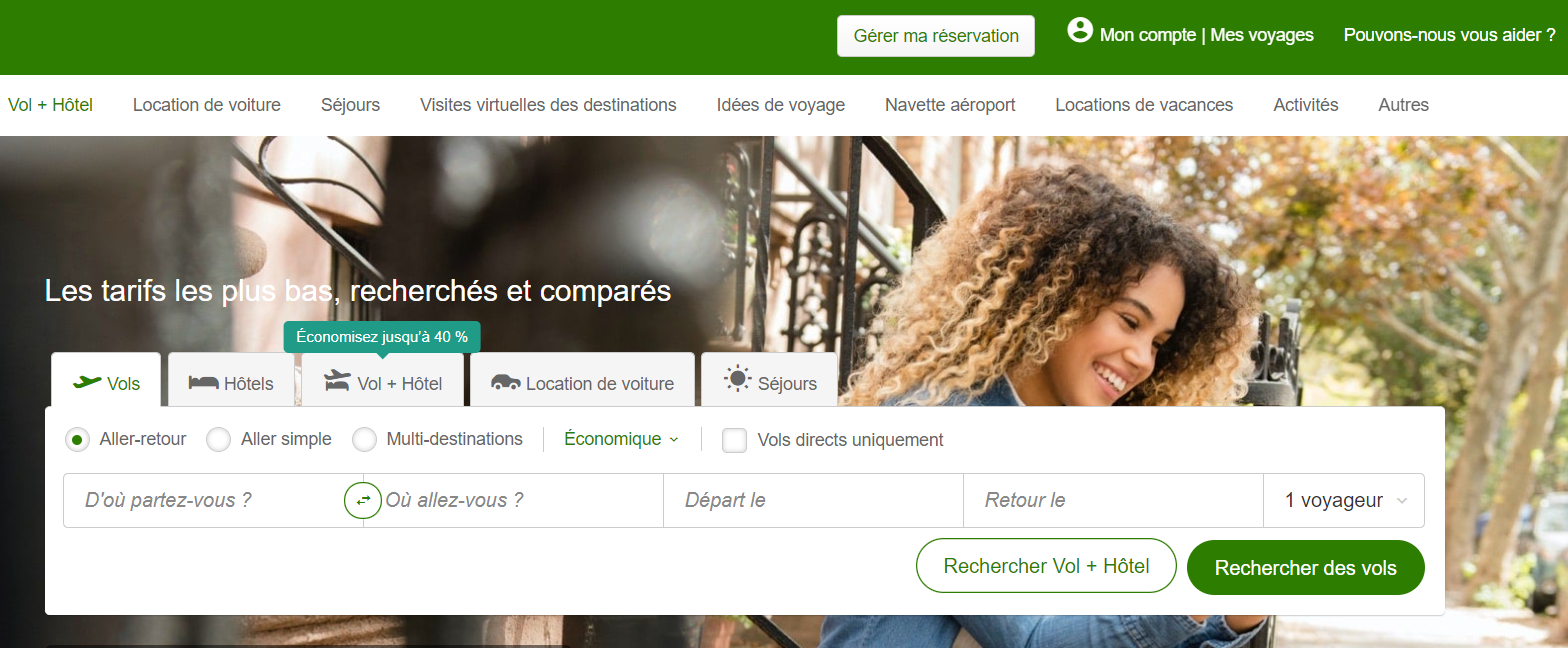 Gérer ma réservation Mon compte | Mes voyages Pouvons-nous vous aider ?
Vol + Hôtel Location de voiture Séjours Visites virtuelles des destinations Idées de voyage Navette aéroport Locations de vacances Activités Autres
Les tarifs les plus bas, recherchés et comparés
Économisez jusqu'à 40 %
Vols Hôtels Vol + Hôtel Location de voiture Séjours
Aller-retour Aller simple Multi-destinations Économique Vols directs uniquement
D'où partez-vous ? Où allez-vous ? Départ le Retour le 1 voyageur
Rechercher Vol + Hôtel Rechercher des vols